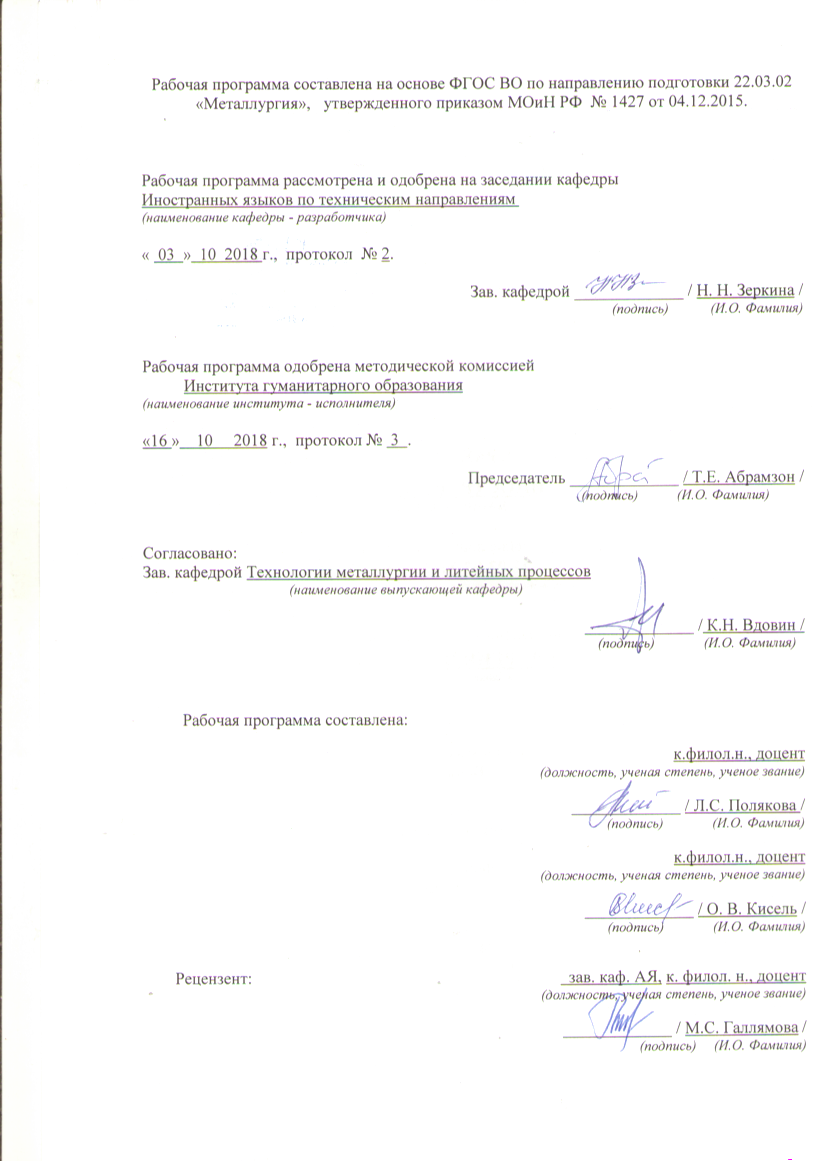 Рабочая программа составлена на основе ФГОС ВО по направлению подготовки 22.03.02
«Металлургия», утвержденного приказом МОиН РФ № 1427 от 04.12.2015.
Рабочая программа рассмотрена и одобрена на заседании кафедры
Иностранных языков по техническим направлениям
(наименование кафедры - разработчика)
« 03 » 10 2018 г., протокол № 2.
Зав. кафедрой _____________ / Н. Н. Зеркина /
(подпись) (И.О. Фамилия)
Рабочая программа одобрена методической комиссией
Института гуманитарного образования
(наименование института - исполнителя)
«16 » 10 2018 г., протокол № 3 .
Председатель _____________ / Т.Е. Абрамзон /
(подпись) (И.О. Фамилия)
Согласовано:
Зав. кафедрой Технологии металлургии и литейных процессов
(наименование выпускающей кафедры)
_____________ / К.Н. Вдовин /
(подпись) (И.О. Фамилия)
Рабочая программа составлена:
к.филол.н., доцент
(должность, ученая степень, ученое звание)
_____________ / Л.С. Полякова /
(подпись) (И.О. Фамилия)
к.филол.н., доцент
(должность, ученая степень, ученое звание)
_____________ / О. В. Кисель /
(подпись) (И.О. Фамилия)
Рецензент: зав. каф. АЯ, к. филол. н., доцент
(должность, ученая степень, ученое звание)
_____________ / М.С. Галлямова /
(подпись) (И.О. Фамилия)